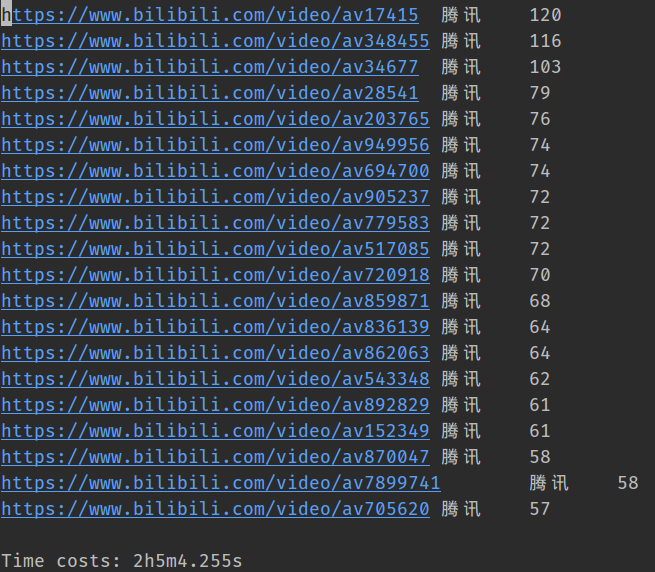 https://www.bilibili.com/video/av17415 腾讯 120
https://www.bilibili.com/video/av348455 腾讯 116
https://www.bilibili.com/video/av34677 腾讯 103
https://www.bilibili.com/video/av28541 腾讯 79
https://www.bilibili.com/video/av203765 腾讯 76
https://www.bilibili.com/video/av949956 腾讯 74
https://www.bilibili.com/video/av694700 腾讯 74
https://www.bilibili.com/video/av905237 腾讯 72
https://www.bilibili.com/video/av779583 腾讯 72
https://www.bilibili.com/video/av517085 腾讯 72
https://www.bilibili.com/video/av720918 腾讯 70
https://www.bilibili.com/video/av859871 腾讯 68
https://www.bilibili.com/video/av836139 腾讯 64
https://www.bilibili.com/video/av862063 腾讯 64
https://www.bilibili.com/video/av543348 腾讯 62
https://www.bilibili.com/video/av892829 腾讯 61
https://www.bilibili.com/video/av152349 腾讯 61
https://www.bilibili.com/video/av870047 腾讯 58
https://www.bilibili.com/video/av7899741 腾讯 58
https://www.bilibili.com/video/av705620 腾讯 57
Time costs: 2h5m4.255s